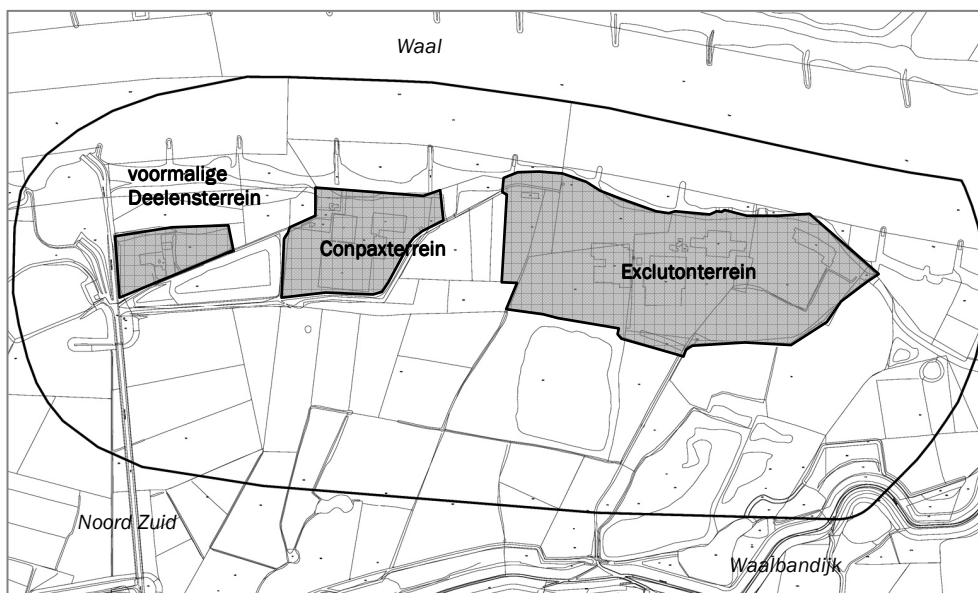 Waal
voormalige
Deelensterrein
Conpaxterrein
Exclutonterrein
Noord Zuid
Waalbandijk